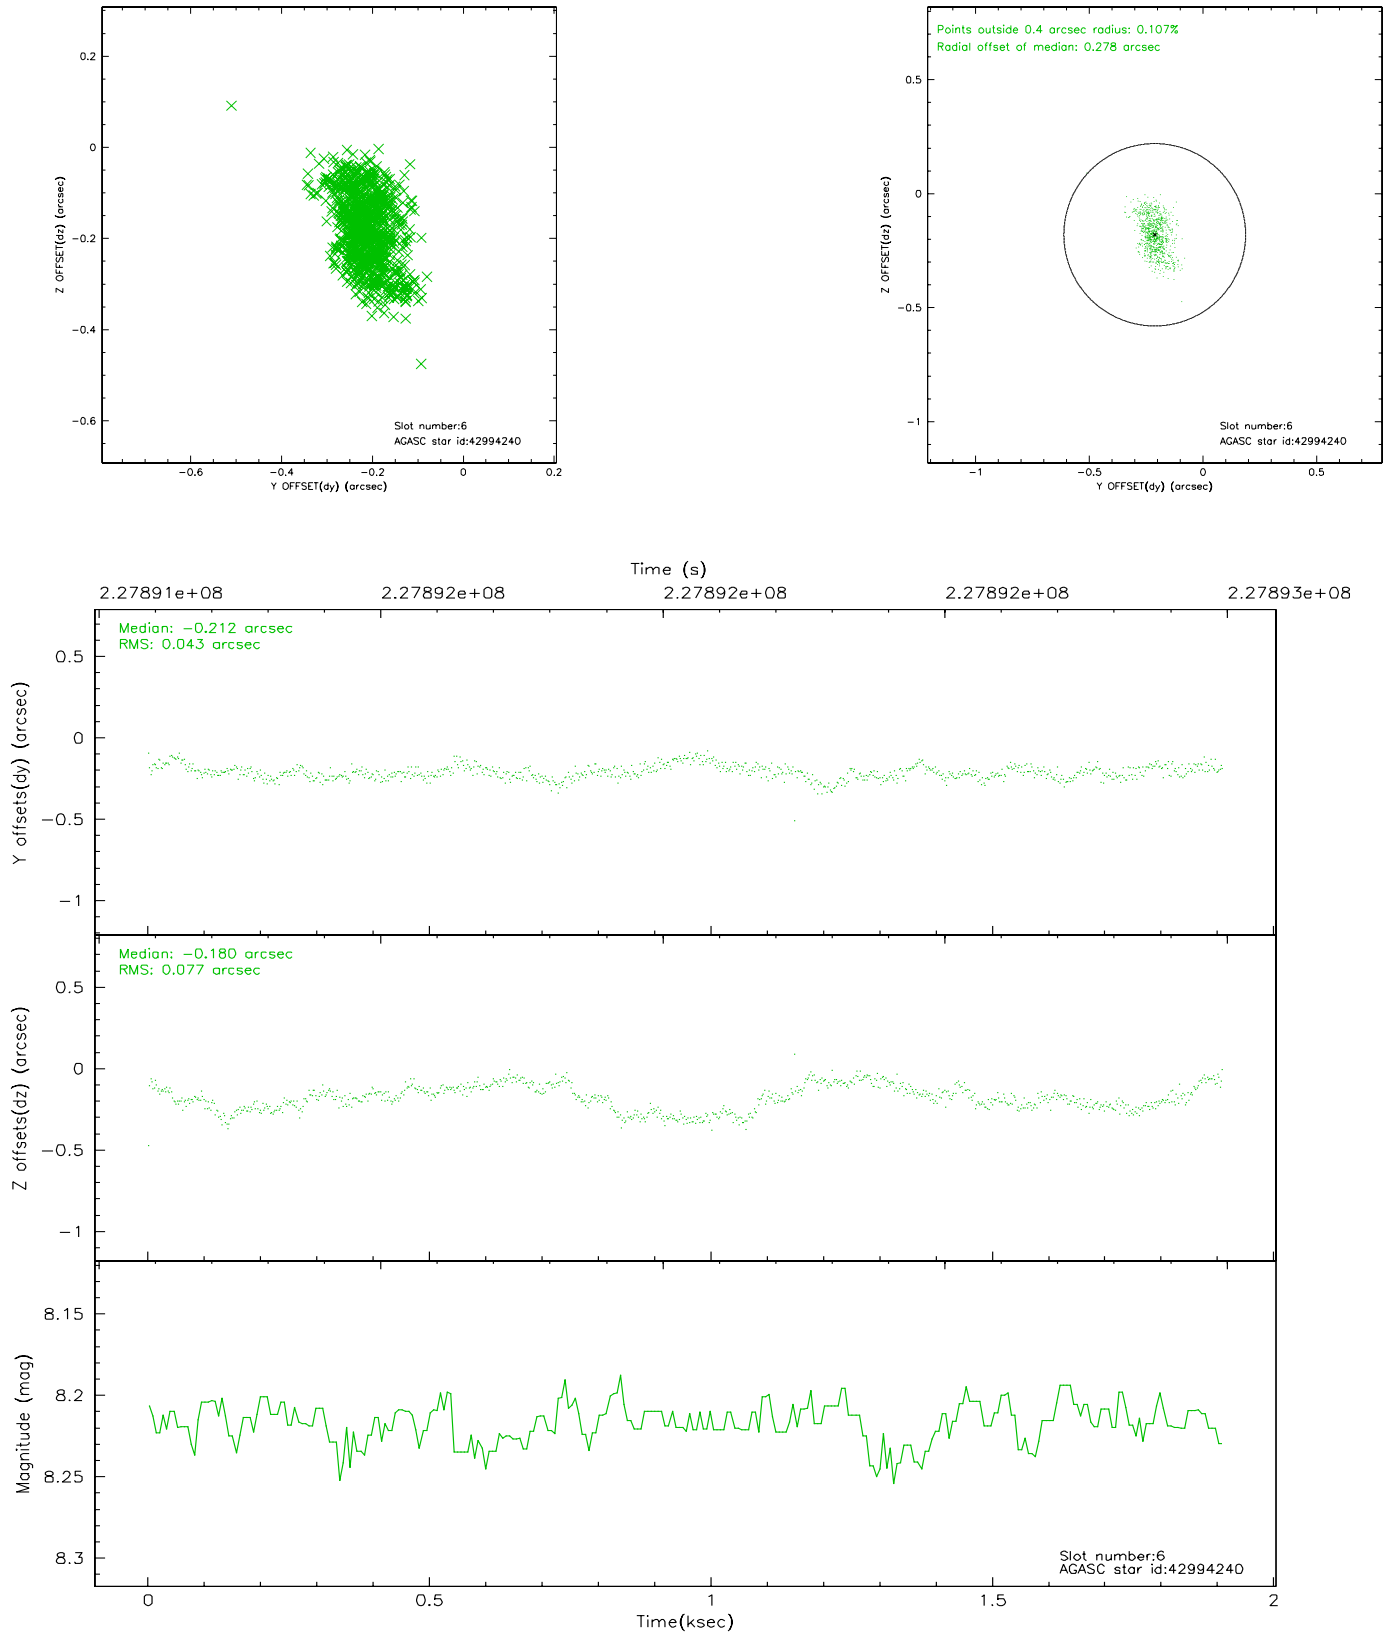 0.2
0
−0.2
−0.4
−0.6
Z OFFSET(dz) (arcsec)
Slot number:6
AGASC star id:42994240
−0.6
−0.4
−0.2
0
0.2
Y OFFSET(dy) (arcsec)
Points outside 0.4 arcsec radius: 0.107%
Radial offset of median: 0.278 arcsec
0.5
0
−0.5
−1
Z OFFSET(dz) (arcsec)
Slot number:6
AGASC star id:42994240
−1
−0.5
0
0.5
Y OFFSET(dy) (arcsec)
Time (s)
2.27891e+08
2.27892e+08
2.27892e+08
2.27892e+08
2.27893e+08
Median: −0.212 arcsec
RMS: 0.043 arcsec
0.5
0
−0.5
−1
Y offsets(dy) (arcsec)
Median: −0.180 arcsec
RMS: 0.077 arcsec
0.5
0
−0.5
−1
Z offsets(dz) (arcsec)
8.15
8.2
8.25
8.3
Magnitude (mag)
Slot number:6
AGASC star id:42994240
0
0.5
1
1.5
2
Time(ksec)